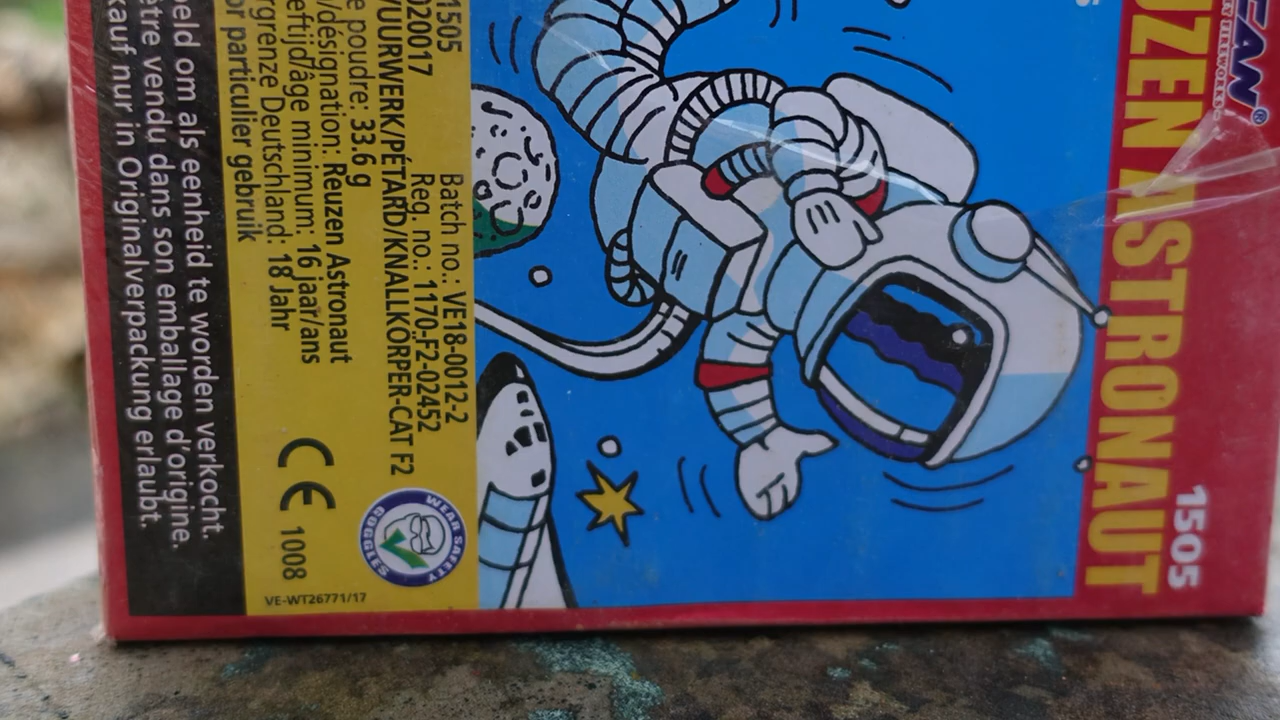 1505
REUZEN ASTRONAUT
Batch no.: VE18-0012-2
Reg. no.: 1170-F2-02452
VUURWERK/PÉTARD/KNALLKÖRPER-CAT F2
1505
020017
e poudre: 33.6 g
/désignation: Reuzen Astronaut
eeftijd/âge minimum: 16 jaar/ans
rgrenze Deutschland: 18 Jahr
or particulier gebruik
CE 1008
WEAR SAFETY GOGGLES
VE-WT26771/17
eld om als eenheid te worden verkocht.
être vendu dans son emballage d'origine.
kauf nur in Originalverpackung erlaubt.